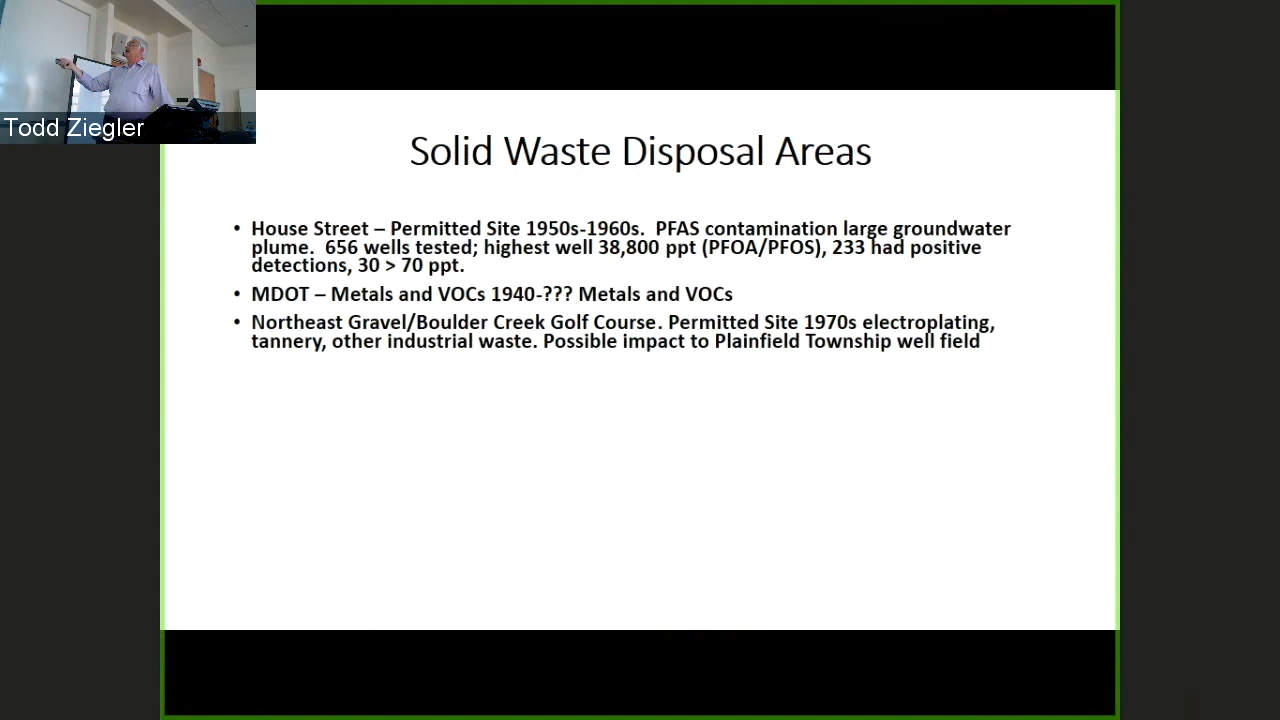 Todd Ziegler
Solid Waste Disposal Areas
• House Street – Permitted Site 1950s-1960s.  PFAS contamination large groundwater
plume.  656 wells tested; highest well 38,800 ppt (PFOA/PFOS), 233 had positive
detections, 30 > 70 ppt.
• MDOT – Metals and VOCs 1940-??? Metals and VOCs
• Northeast Gravel/Boulder Creek Golf Course. Permitted Site 1970s electroplating,
tannery, other industrial waste. Possible impact to Plainfield Township well field